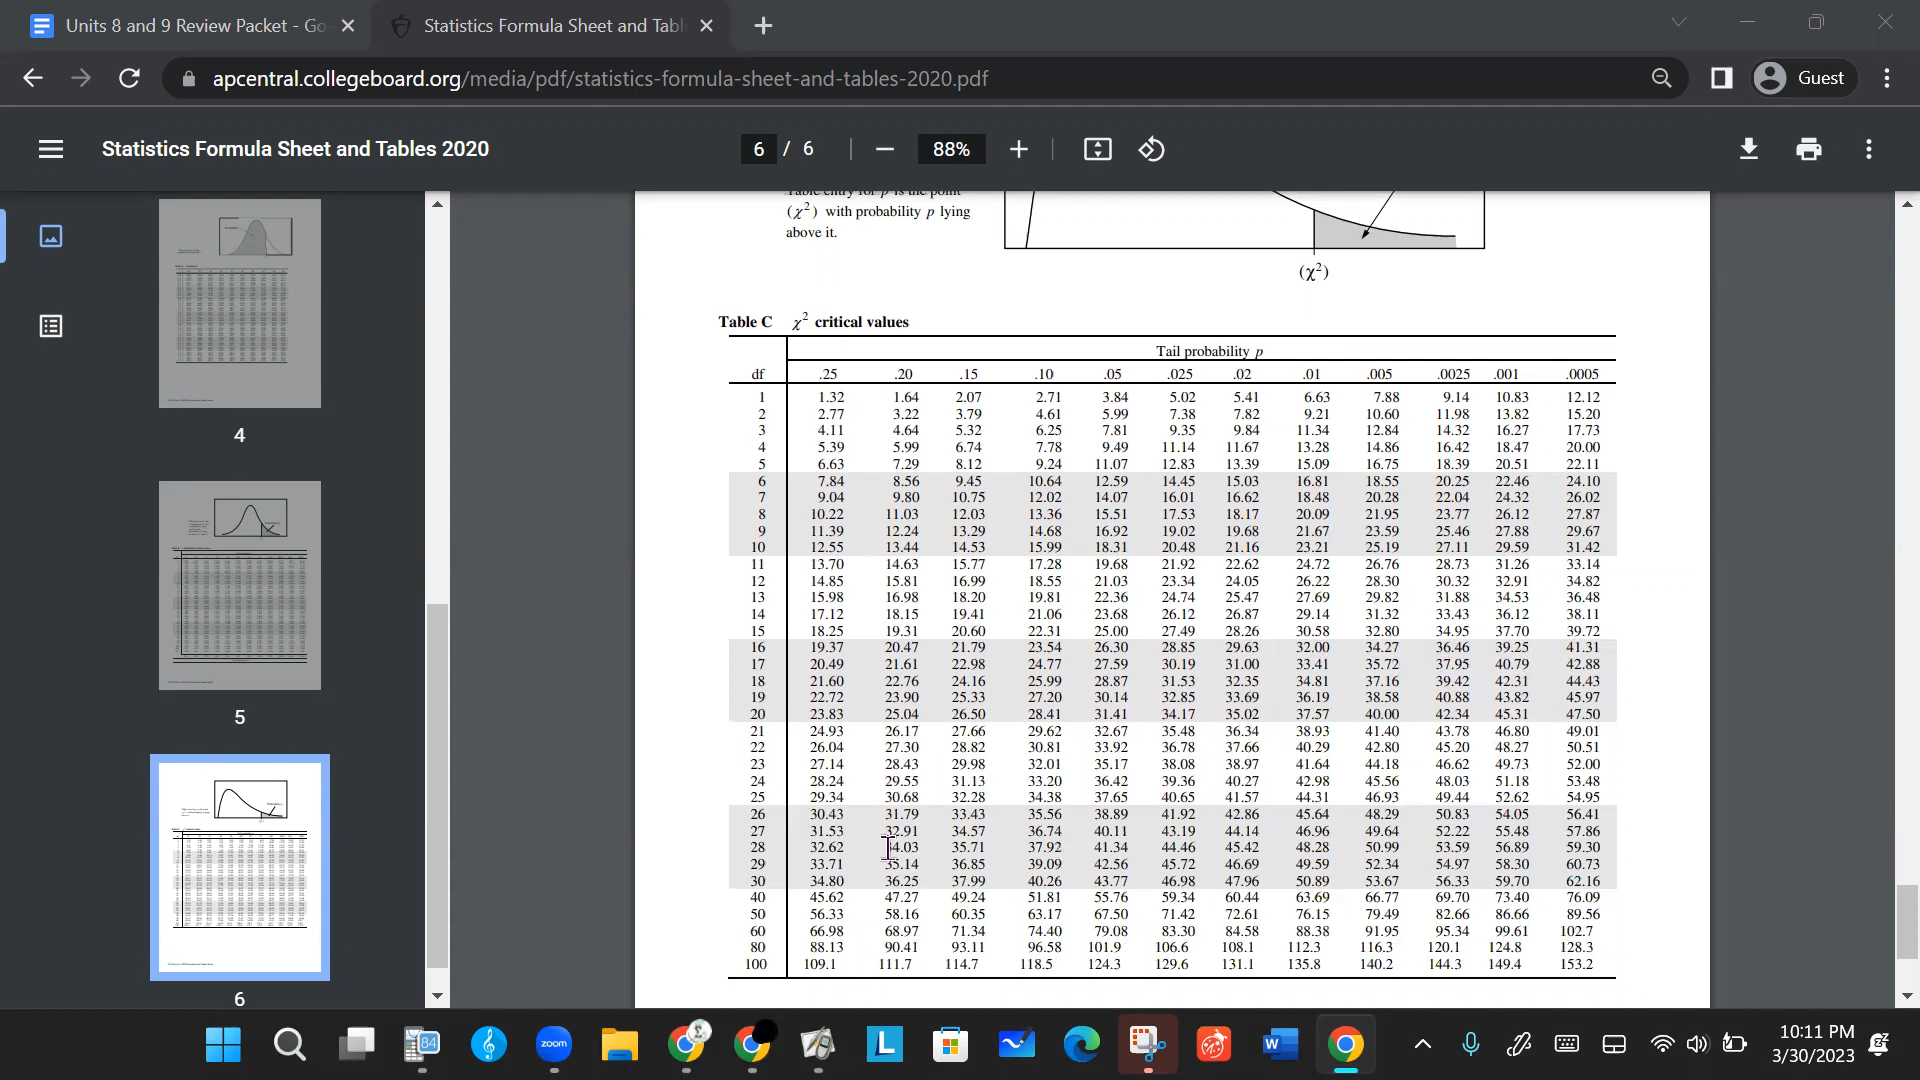 Units 8 and 9 Review Packet - Go
Statistics Formula Sheet and Tabl
apcentral.collegeboard.org/media/pdf/statistics-formula-sheet-and-tables-2020.pdf
Guest
Statistics Formula Sheet and Tables 2020
6 / 6
88%
4
5
6
Table entry for p is the point
(χ²) with probability p lying
above it.
(χ²)
Table C χ² critical values
Tail probability p
df .25 .20 .15 .10 .05 .025 .02 .01 .005 .0025 .001 .0005
1 1.32 1.64 2.07 2.71 3.84 5.02 5.41 6.63 7.88 9.14 10.83 12.12
2 2.77 3.22 3.79 4.61 5.99 7.38 7.82 9.21 10.60 11.98 13.82 15.20
3 4.11 4.64 5.32 6.25 7.81 9.35 9.84 11.34 12.84 14.32 16.27 17.73
4 5.39 5.99 6.74 7.78 9.49 11.14 11.67 13.28 14.86 16.42 18.47 20.00
5 6.63 7.29 8.12 9.24 11.07 12.83 13.39 15.09 16.75 18.39 20.51 22.11
6 7.84 8.56 9.45 10.64 12.59 14.45 15.03 16.81 18.55 20.25 22.46 24.10
7 9.04 9.80 10.75 12.02 14.07 16.01 16.62 18.48 20.28 22.04 24.32 26.02
8 10.22 11.03 12.03 13.36 15.51 17.53 18.17 20.09 21.95 23.77 26.12 27.87
9 11.39 12.24 13.29 14.68 16.92 19.02 19.68 21.67 23.59 25.46 27.88 29.67
10 12.55 13.44 14.53 15.99 18.31 20.48 21.16 23.21 25.19 27.11 29.59 31.42
11 13.70 14.63 15.77 17.28 19.68 21.92 22.62 24.72 26.76 28.73 31.26 33.14
12 14.85 15.81 16.99 18.55 21.03 23.34 24.05 26.22 28.30 30.32 32.91 34.82
13 15.98 16.98 18.20 19.81 22.36 24.74 25.47 27.69 29.82 31.88 34.53 36.48
14 17.12 18.15 19.41 21.06 23.68 26.12 26.87 29.14 31.32 33.43 36.12 38.11
15 18.25 19.31 20.60 22.31 25.00 27.49 28.26 30.58 32.80 34.95 37.70 39.72
16 19.37 20.47 21.79 23.54 26.30 28.85 29.63 32.00 34.27 36.46 39.25 41.31
17 20.49 21.61 22.98 24.77 27.59 30.19 31.00 33.41 35.72 37.95 40.79 42.88
18 21.60 22.76 24.16 25.99 28.87 31.53 32.35 34.81 37.16 39.42 42.31 44.43
19 22.72 23.90 25.33 27.20 30.14 32.85 33.69 36.19 38.58 40.88 43.82 45.97
20 23.83 25.04 26.50 28.41 31.41 34.17 35.02 37.57 40.00 42.34 45.31 47.50
21 24.93 26.17 27.66 29.62 32.67 35.48 36.34 38.93 41.40 43.78 46.80 49.01
22 26.04 27.30 28.82 30.81 33.92 36.78 37.66 40.29 42.80 45.20 48.27 50.51
23 27.14 28.43 29.98 32.01 35.17 38.08 38.97 41.64 44.18 46.62 49.73 52.00
24 28.24 29.55 31.13 33.20 36.42 39.36 40.27 42.98 45.56 48.03 51.18 53.48
25 29.34 30.68 32.28 34.38 37.65 40.65 41.57 44.31 46.93 49.44 52.62 54.95
26 30.43 31.79 33.43 35.56 38.89 41.92 42.86 45.64 48.29 50.83 54.05 56.41
27 31.53 32.91 34.57 36.74 40.11 43.19 44.14 46.96 49.64 52.22 55.48 57.86
28 32.62 34.03 35.71 37.92 41.34 44.46 45.42 48.28 50.99 53.59 56.89 59.30
29 33.71 35.14 36.85 39.09 42.56 45.72 46.69 49.59 52.34 54.97 58.30 60.73
30 34.80 36.25 37.99 40.26 43.77 46.98 47.96 50.89 53.67 56.33 59.70 62.16
40 45.62 47.27 49.24 51.81 55.76 59.34 60.44 63.69 66.77 69.70 73.40 76.09
50 56.33 58.16 60.35 63.17 67.50 71.42 72.61 76.15 79.49 82.66 86.66 89.56
60 66.98 68.97 71.34 74.40 79.08 83.30 84.58 88.38 91.95 95.34 99.61 102.7
80 88.13 90.41 93.11 96.58 101.9 106.6 108.1 112.3 116.3 120.1 124.8 128.3
100 109.1 111.7 114.7 118.5 124.3 129.6 131.1 135.8 140.2 144.3 149.4 153.2
84
zoom
L
W
10:11 PM
3/30/2023